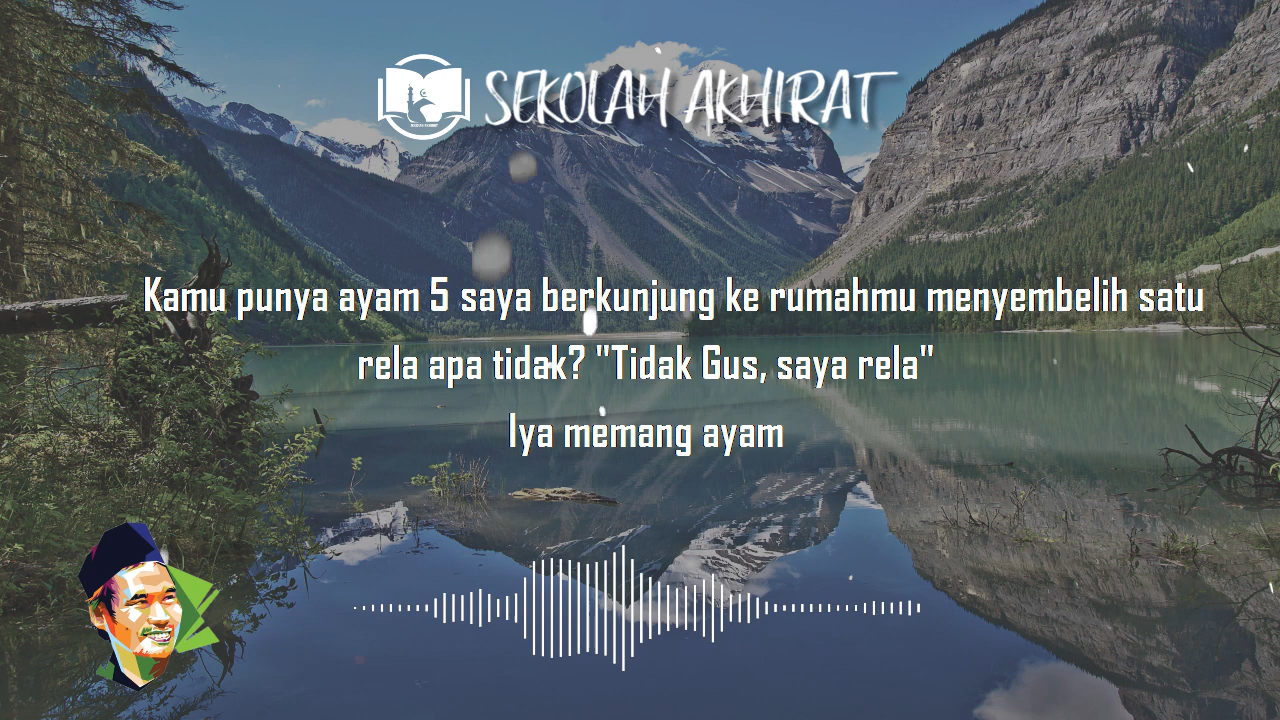 SEKOLAH AKHIRAT
Kamu punya ayam 5 saya berkunjung ke rumahmu menyembelih satu
rela apa tidak? "Tidak Gus, saya rela"
Iya memang ayam